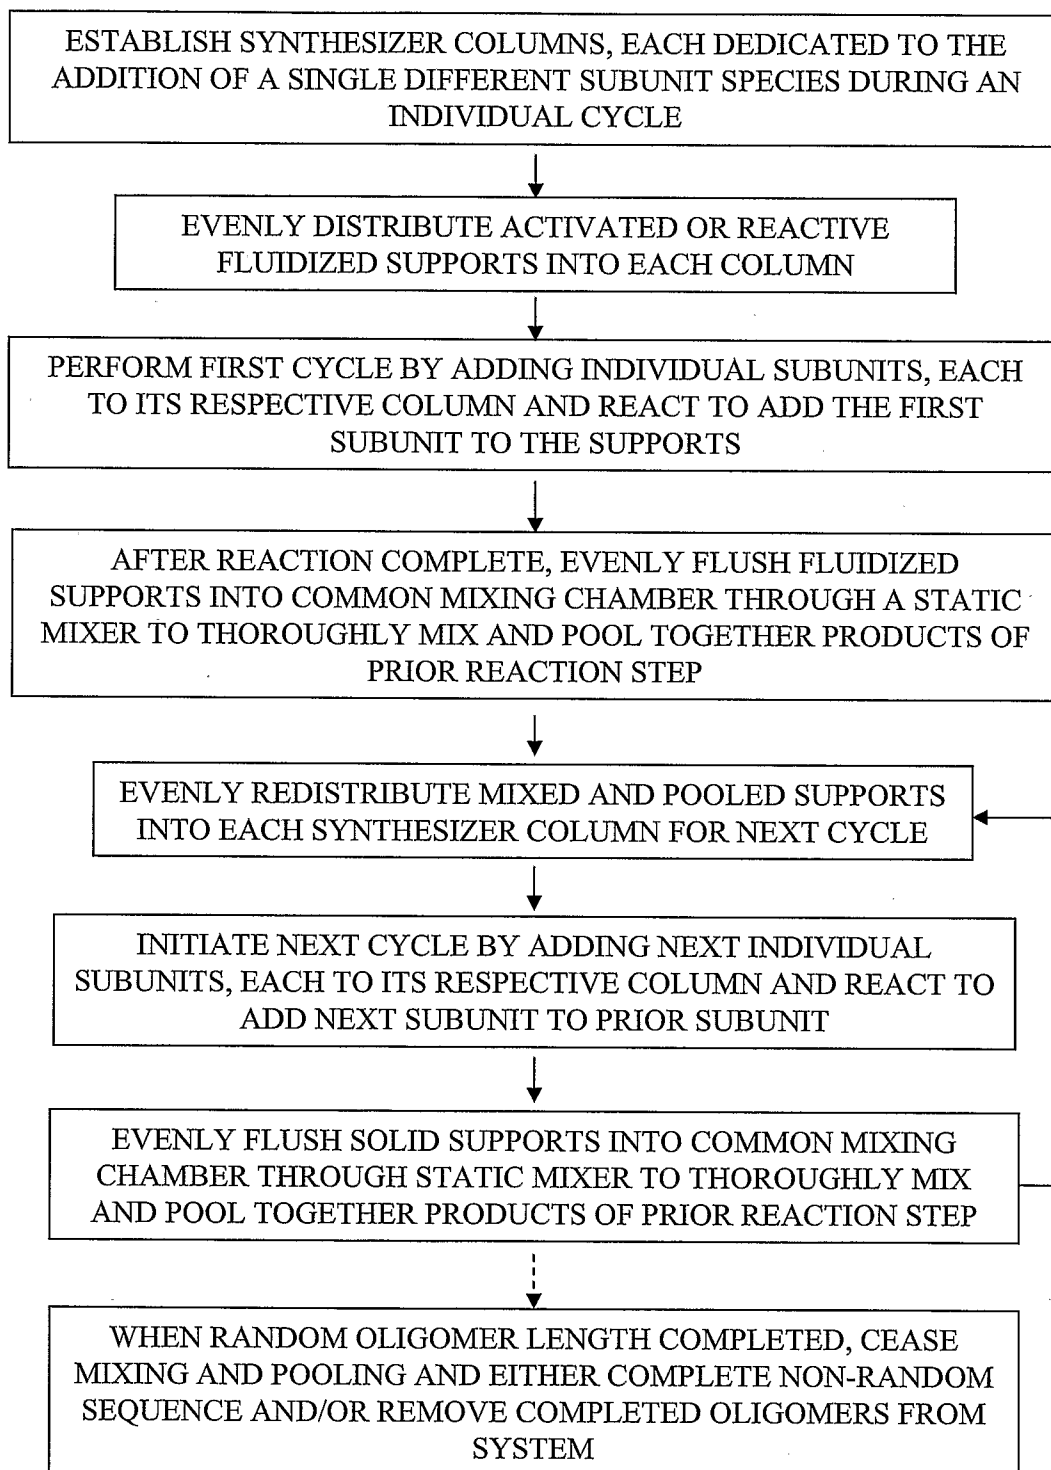 ESTABLISH SYNTHESIZER COLUMNS, EACH DEDICATED TO THE
ADDITION OF A SINGLE DIFFERENT SUBUNIT SPECIES DURING AN
INDIVIDUAL CYCLE
EVENLY DISTRIBUTE ACTIVATED OR REACTIVE
FLUIDIZED SUPPORTS INTO EACH COLUMN
PERFORM FIRST CYCLE BY ADDING INDIVIDUAL SUBUNITS, EACH
TO ITS RESPECTIVE COLUMN AND REACT TO ADD THE FIRST
SUBUNIT TO THE SUPPORTS
AFTER REACTION COMPLETE, EVENLY FLUSH FLUIDIZED
SUPPORTS INTO COMMON MIXING CHAMBER THROUGH A STATIC
MIXER TO THOROUGHLY MIX AND POOL TOGETHER PRODUCTS OF
PRIOR REACTION STEP
EVENLY REDISTRIBUTE MIXED AND POOLED SUPPORTS
INTO EACH SYNTHESIZER COLUMN FOR NEXT CYCLE
INITIATE NEXT CYCLE BY ADDING NEXT INDIVIDUAL
SUBUNITS, EACH TO ITS RESPECTIVE COLUMN AND REACT TO
ADD NEXT SUBUNIT TO PRIOR SUBUNIT
EVENLY FLUSH SOLID SUPPORTS INTO COMMON MIXING
CHAMBER THROUGH STATIC MIXER TO THOROUGHLY MIX
AND POOL TOGETHER PRODUCTS OF PRIOR REACTION STEP
WHEN RANDOM OLIGOMER LENGTH COMPLETED, CEASE
MIXING AND POOLING AND EITHER COMPLETE NON-RANDOM
SEQUENCE AND/OR REMOVE COMPLETED OLIGOMERS FROM
SYSTEM